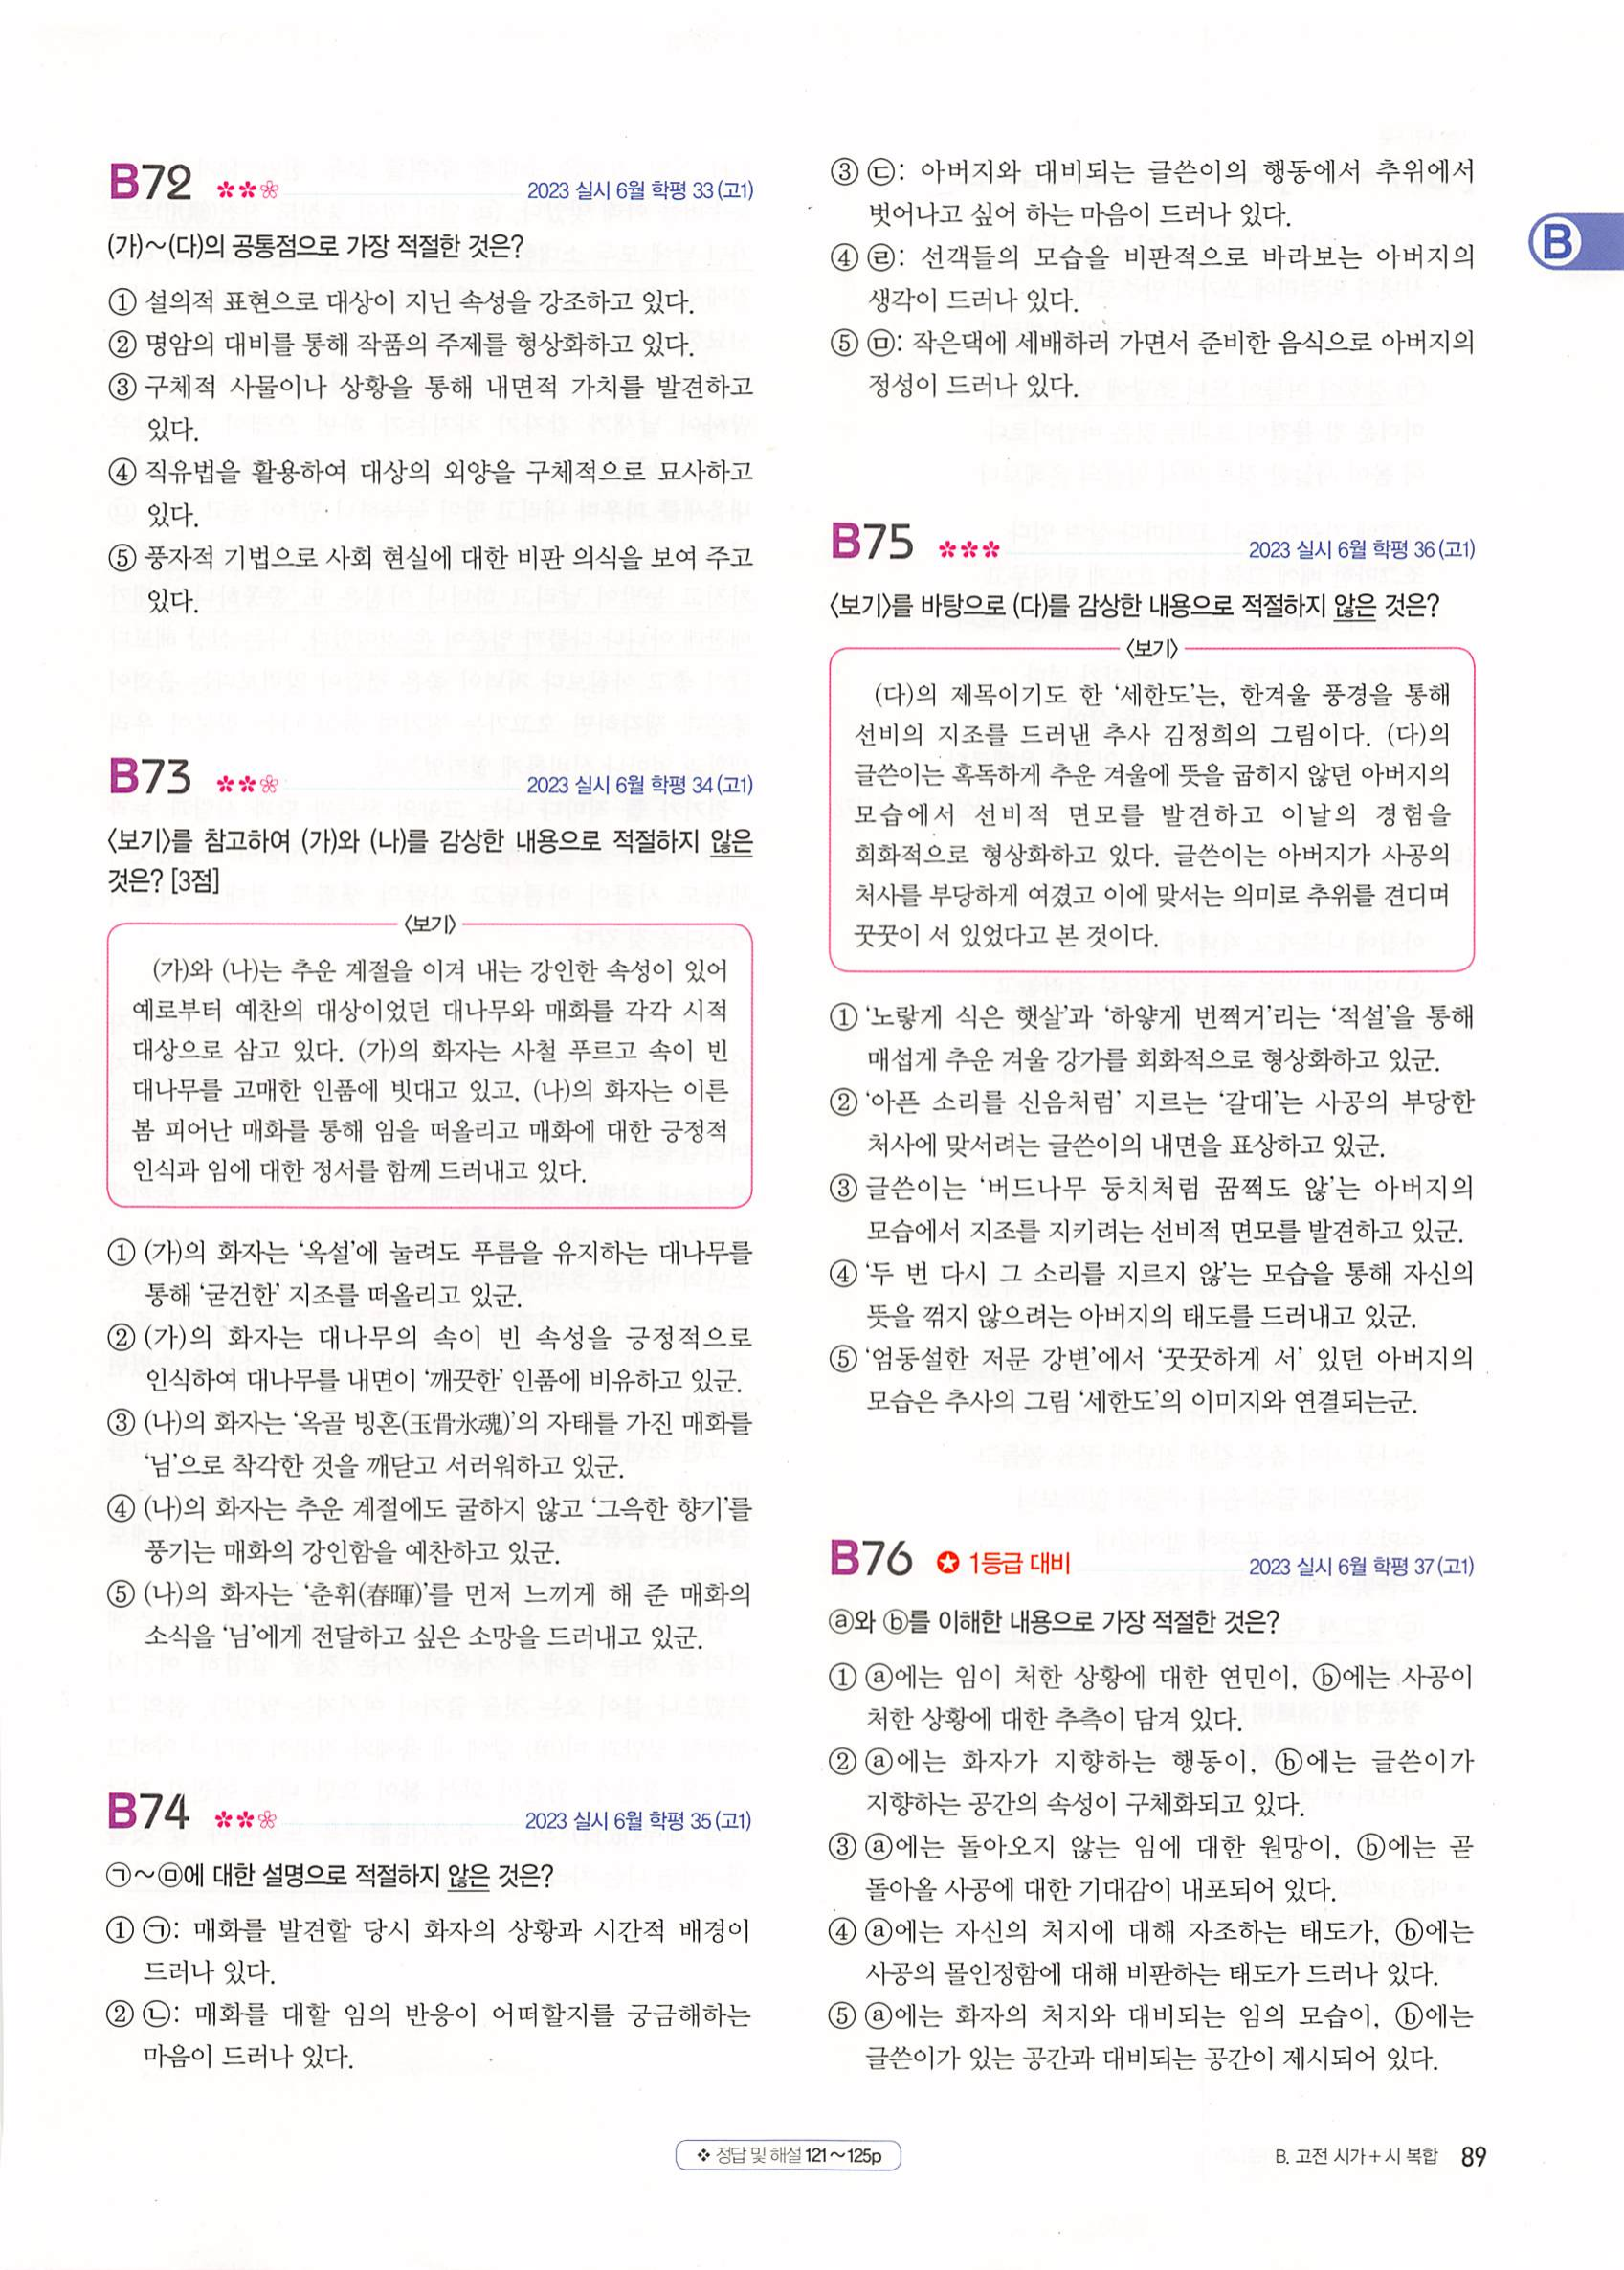 B72 2023 실시 6월 학평 33(고1)
(가)~(다)의 공통점으로 가장 적절한 것은?
① 설의적 표현으로 대상이 지닌 속성을 강조하고 있다.
② 명암의 대비를 통해 작품의 주제를 형상화하고 있다.
③ 구체적 사물이나 상황을 통해 내면적 가치를 발견하고
있다.
④ 직유법을 활용하여 대상의 외양을 구체적으로 묘사하고
있다.
⑤ 풍자적 기법으로 사회 현실에 대한 비판 의식을 보여 주고
있다.
B73 2023 실시 6월 학평 34(고1)
<보기>를 참고하여 (가)와 (나)를 감상한 내용으로 적절하지 않은
것은? [3점]
<보기>
(가)와 (나)는 추운 계절을 이겨 내는 강인한 속성이 있어
예로부터 예찬의 대상이었던 대나무와 매화를 각각 시적
대상으로 삼고 있다. (가)의 화자는 사철 푸르고 속이 빈
대나무를 고매한 인품에 빗대고 있고, (나)의 화자는 이른
봄 피어난 매화를 통해 임을 떠올리고 매화에 대한 긍정적
인식과 임에 대한 정서를 함께 드러내고 있다.
① (가)의 화자는 ‘옥설’에 눌려도 푸름을 유지하는 대나무를
통해 ‘굳건한’ 지조를 떠올리고 있군.
② (가)의 화자는 대나무의 속이 빈 속성을 긍정적으로
인식하여 대나무를 내면이 ‘깨끗한’ 인품에 비유하고 있군.
③ (나)의 화자는 ‘옥골 빙혼(玉骨氷魂)’의 자태를 가진 매화를
‘님’으로 착각한 것을 깨닫고 서러워하고 있군.
④ (나)의 화자는 추운 계절에도 굴하지 않고 ‘그윽한 향기’를
풍기는 매화의 강인함을 예찬하고 있군.
⑤ (나)의 화자는 ‘춘휘(春暉)’를 먼저 느끼게 해 준 매화의
소식을 ‘님’에게 전달하고 싶은 소망을 드러내고 있군.
B74 2023 실시 6월 학평 35(고1)
㉠~㉤에 대한 설명으로 적절하지 않은 것은?
① ㉠: 매화를 발견할 당시 화자의 상황과 시간적 배경이
드러나 있다.
② ㉡: 매화를 대할 임의 반응이 어떠할지를 궁금해하는
마음이 드러나 있다.
③ ㉢: 아버지와 대비되는 글쓴이의 행동에서 추위에서
벗어나고 싶어 하는 마음이 드러나 있다.
④ ㉣: 선객들의 모습을 비판적으로 바라보는 아버지의
생각이 드러나 있다.
⑤ ㉤: 작은댁에 세배하러 가면서 준비한 음식으로 아버지의
정성이 드러나 있다.
B
B75 2023 실시 6월 학평 36(고1)
<보기>를 바탕으로 (다)를 감상한 내용으로 적절하지 않은 것은?
<보기>
(다)의 제목이기도 한 ‘세한도’는, 한겨울 풍경을 통해
선비의 지조를 드러낸 추사 김정희의 그림이다. (다)의
글쓴이는 혹독하게 추운 겨울에 뜻을 굽히지 않던 아버지의
모습에서 선비적 면모를 발견하고 이날의 경험을
회화적으로 형상화하고 있다. 글쓴이는 아버지가 사공의
처사를 부당하게 여겼고 이에 맞서는 의미로 추위를 견디며
꿋꿋이 서 있었다고 본 것이다.
① ‘노랗게 식은 햇살’과 ‘하얗게 번쩍거’리는 ‘적설’을 통해
매섭게 추운 겨울 강가를 회화적으로 형상화하고 있군.
② ‘아픈 소리를 신음처럼’ 지르는 ‘갈대’는 사공의 부당한
처사에 맞서려는 글쓴이의 내면을 표상하고 있군.
③ 글쓴이는 ‘버드나무 둥치처럼 꿈쩍도 않’는 아버지의
모습에서 지조를 지키려는 선비적 면모를 발견하고 있군.
④ ‘두 번 다시 그 소리를 지르지 않’는 모습을 통해 자신의
뜻을 꺾지 않으려는 아버지의 태도를 드러내고 있군.
⑤ ‘엄동설한 저문 강변’에서 ‘꿋꿋하게 서’ 있던 아버지의
모습은 추사의 그림 ‘세한도’의 이미지와 연결되는군.
B76 1등급 대비 2023 실시 6월 학평 37(고1)
ⓐ와 ⓑ를 이해한 내용으로 가장 적절한 것은?
① ⓐ에는 임이 처한 상황에 대한 연민이, ⓑ에는 사공이
처한 상황에 대한 추측이 담겨 있다.
② ⓐ에는 화자가 지향하는 행동이, ⓑ에는 글쓴이가
지향하는 공간의 속성이 구체화되고 있다.
③ ⓐ에는 돌아오지 않는 임에 대한 원망이, ⓑ에는 곧
돌아올 사공에 대한 기대감이 내포되어 있다.
④ ⓐ에는 자신의 처지에 대해 자조하는 태도가, ⓑ에는
사공의 몰인정함에 대해 비판하는 태도가 드러나 있다.
⑤ ⓐ에는 화자의 처지와 대비되는 임의 모습이, ⓑ에는
글쓴이가 있는 공간과 대비되는 공간이 제시되어 있다.
❖ 정답 및 해설 121~125p
B. 고전 시가+시 복합 89